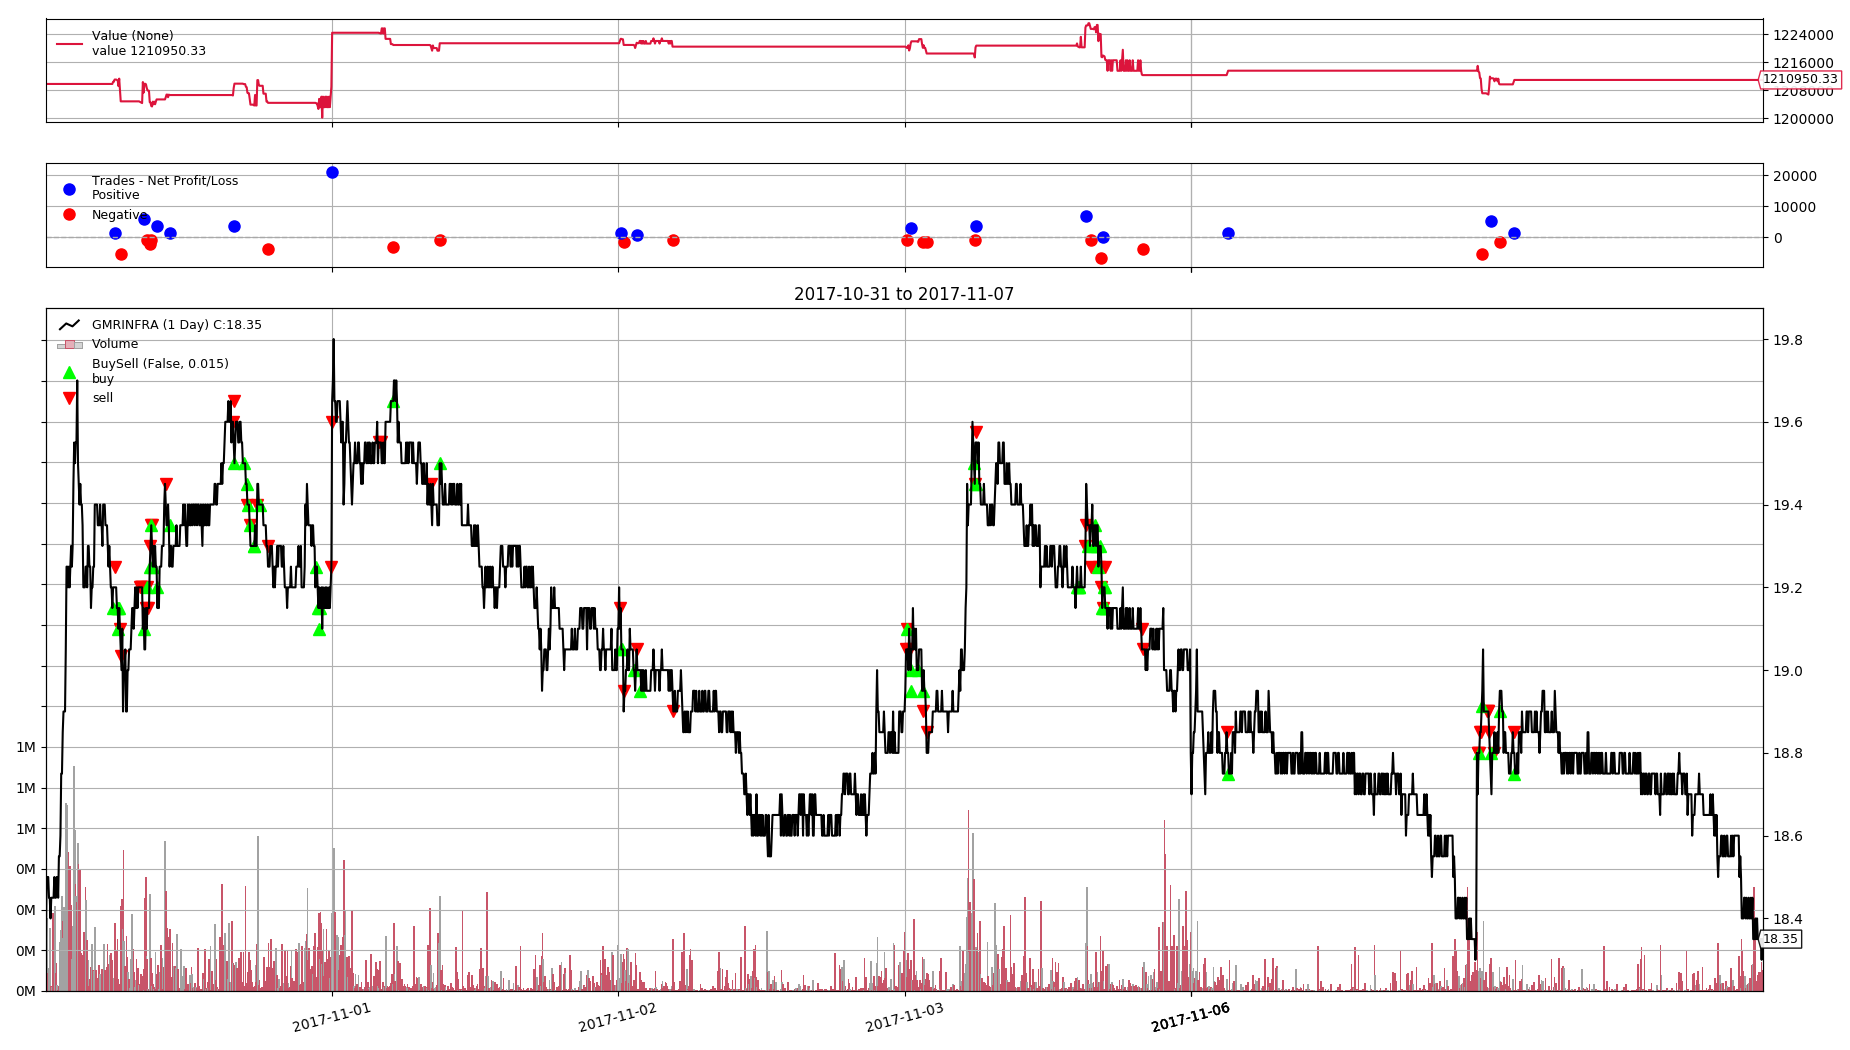 Value (None)
value 1210950.33
1224000
1216000
1210950.33
1208000
1200000
Trades - Net Profit/Loss
Positive
Negative
20000
10000
0
2017-10-31 to 2017-11-07
GMRINFRA (1 Day) C:18.35
Volume
BuySell (False, 0.015)
buy
sell
19.8
19.6
19.4
19.2
19.0
18.8
18.6
18.4
18.35
1M
1M
1M
0M
0M
0M
0M
2017-11-01
2017-11-02
2017-11-03
2017-11-06